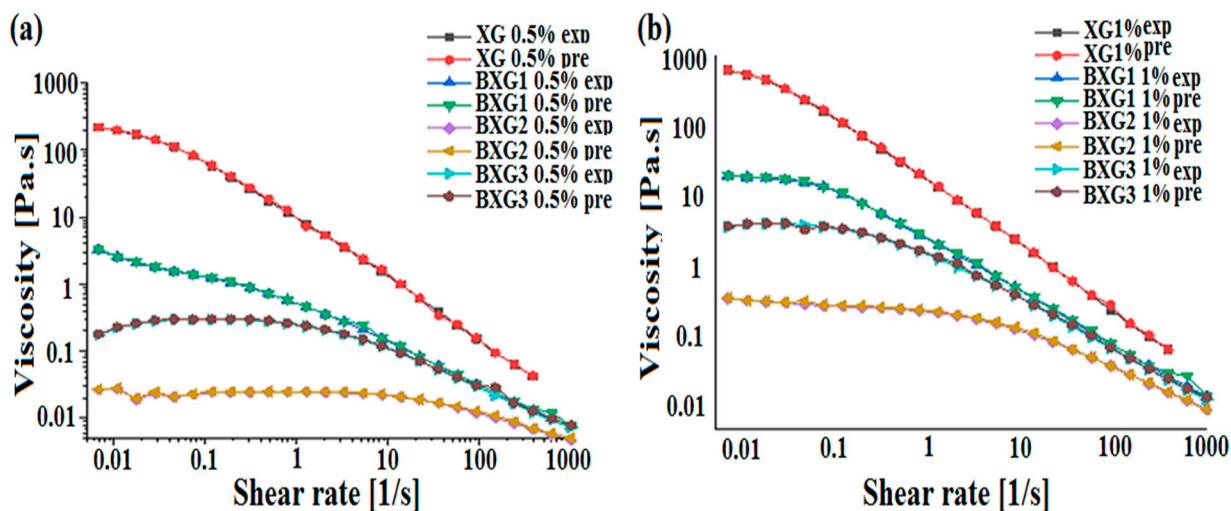 (a)
XG 0.5% exp
XG 0.5% pre
BXG1 0.5% exp
BXG1 0.5% pre
BXG2 0.5% exp
BXG2 0.5% pre
BXG3 0.5% exp
BXG3 0.5% pre
Viscosity [Pa.s]
1000
100
10
1
0.1
0.01
0.01
0.1
1
10
100
1000
Shear rate [1/s]
(b)
XG1%exp
XG1%pre
BXG1 1%exp
BXG1 1%pre
BXG2 1%exp
BXG2 1%pre
BXG3 1%exp
BXG3 1%pre
Viscosity [Pa.s]
1000
100
10
1
0.1
0.01
0.01
0.1
1
10
100
1000
Shear rate [1/s]